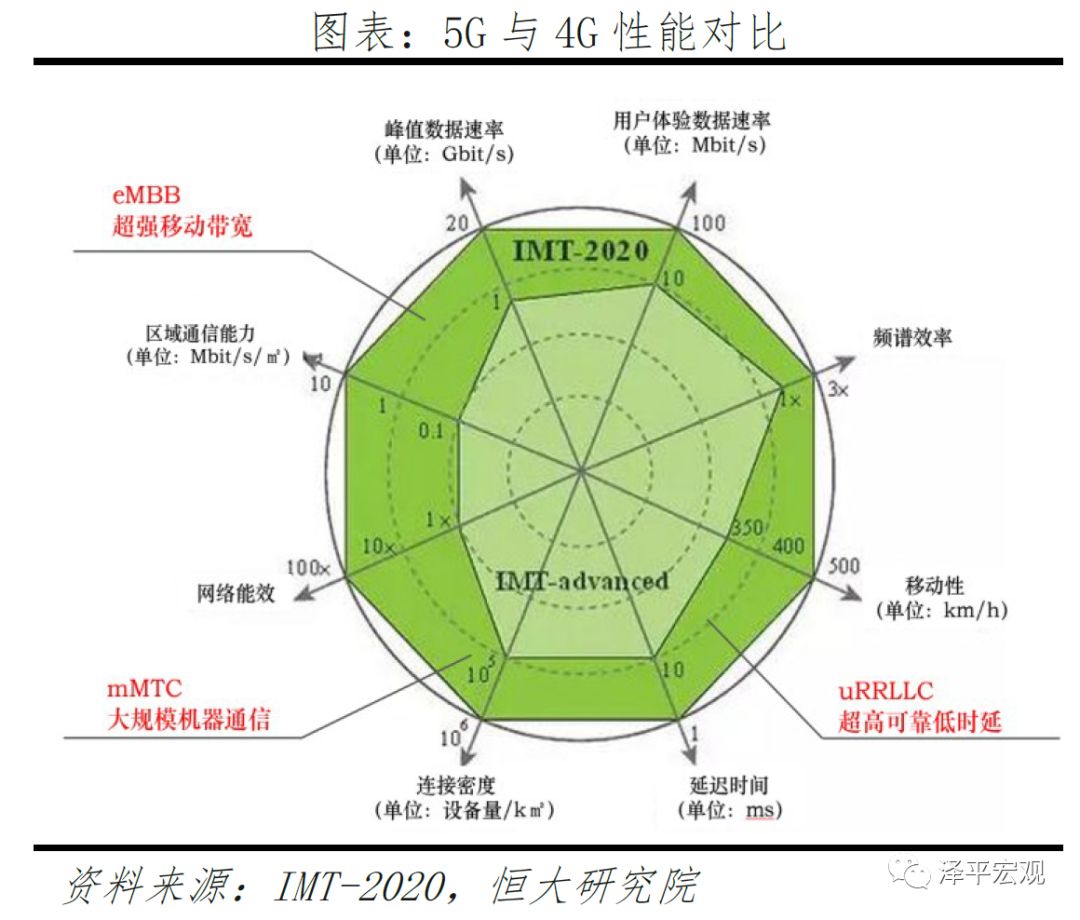 图表：5G 与 4G 性能对比
峰值数据速率
(单位：Gbit/s)
用户体验数据速率
(单位：Mbit/s)
eMBB
超强移动带宽
20
100
IMT-2020
1
10
区域通信能力
(单位：Mbit/s/㎡)
频谱效率
10
1
0.1
1×
3×
1×
10×
100×
350
400
500
网络能效
IMT-advanced
移动性
(单位：km/h)
mMTC
大规模机器通信
10⁵
10
uRRLLC
超高可靠低时延
10⁶
1
连接密度
(单位：设备量/k㎡)
延迟时间
(单位：ms)
资料来源：IMT-2020，恒大研究院
泽平宏观